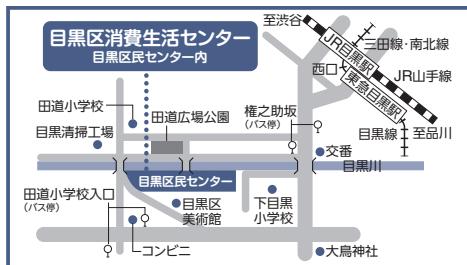 目黒区消費生活センター
目黒区民センター内
至渋谷
三田線・南北線
JR目黒駅
西口
東急目黒駅
JR山手線
目黒線
至品川
田道小学校
目黒清掃工場
田道広場公園
権之助坂
(バス停)
交番
目黒川
目黒区民センター
田道小学校入口
(バス停)
目黒区
美術館
下目黒
小学校
コンビニ
大鳥神社